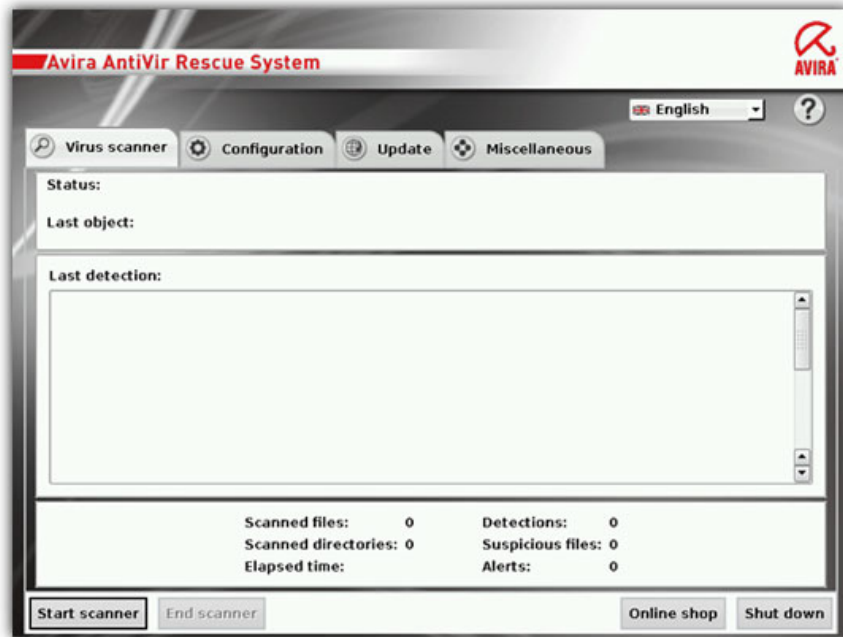 Avira AntiVir Rescue System
AVIRA
English
?
Virus scanner
Configuration
Update
Miscellaneous
Status:
Last object:
Last detection:
Scanned files: 0
Detections: 0
Scanned directories: 0
Suspicious files: 0
Elapsed time:
Alerts: 0
Start scanner
End scanner
Online shop
Shut down